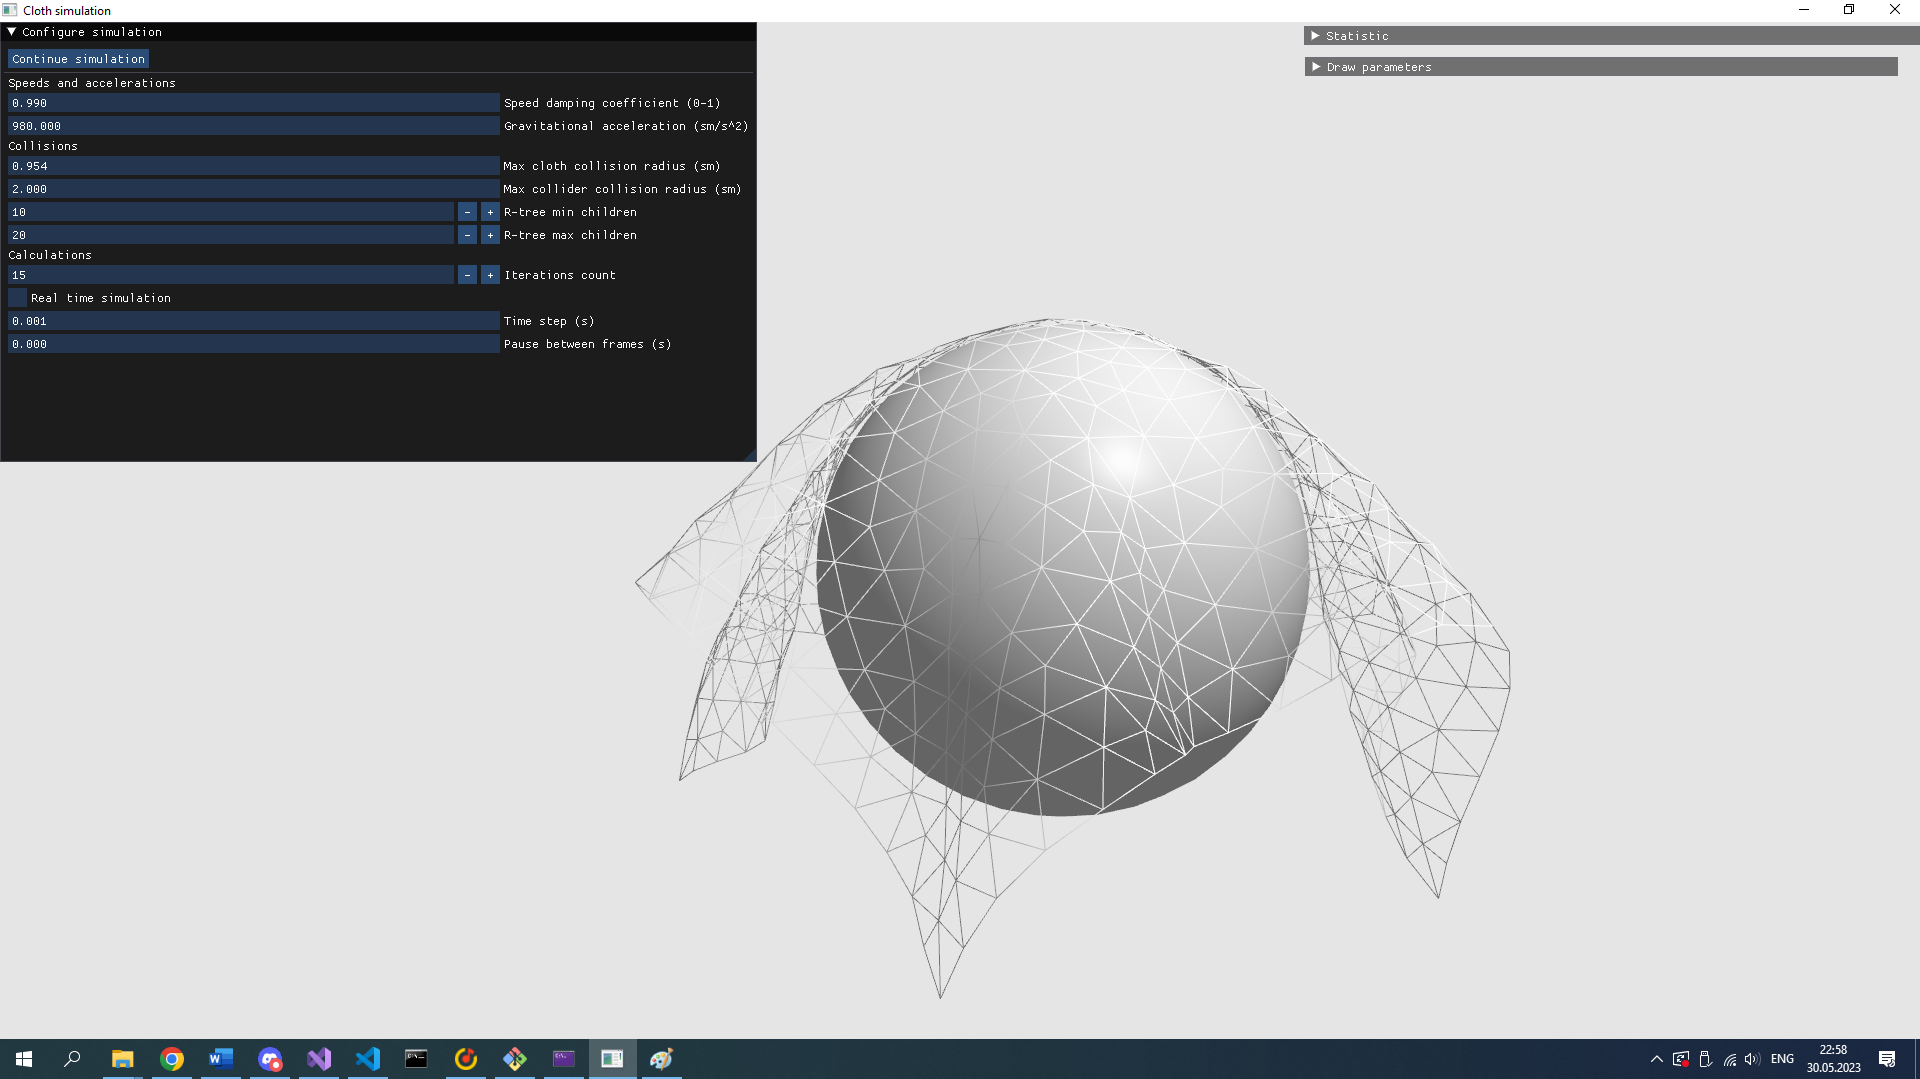 Cloth simulation
Configure simulation
Continue simulation
Speeds and accelerations
0.990 Speed damping coefficient (0-1)
980.000 Gravitational acceleration (sm/s^2)
Collisions
0.954 Max cloth collision radius (sm)
2.000 Max collider collision radius (sm)
10 - + R-tree min children
20 - + R-tree max children
Calculations
15 - + Iterations count
Real time simulation
0.001 Time step (s)
0.000 Pause between frames (s)
Statistic
Draw parameters
ENG
22:58
30.05.2023